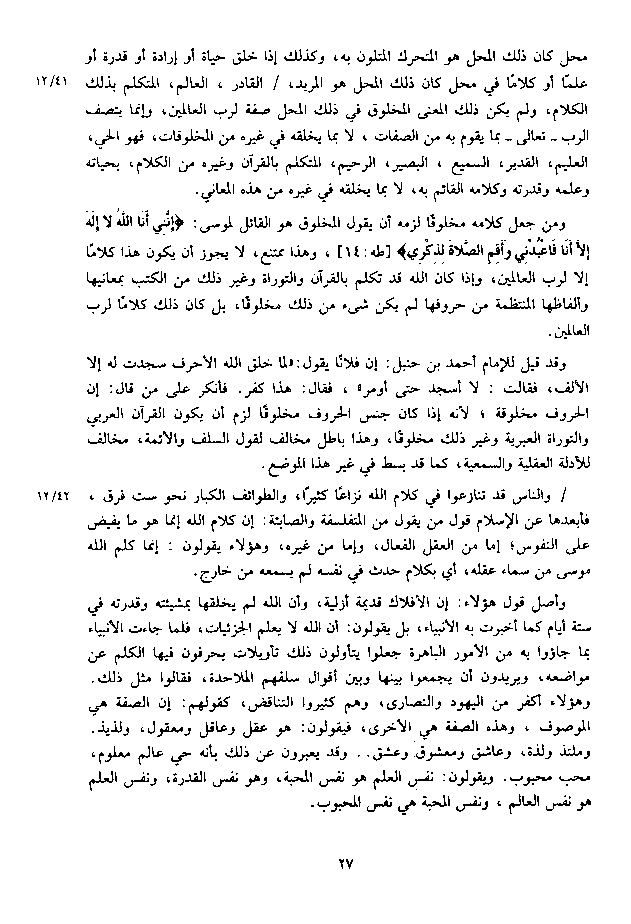 محل كان ذلك المحل هو المتحرك المتلون به، وكذلك إذا خلق حياة أو إرادة أو قدرة أو
علمًا أو كلامًا في محل كان ذلك المحل هو المريد، / القادر ، العالم، المتكلم بذلك ١٢/٤١
الكلام، ولم يكن ذلك المعنى المخلوق في ذلك المحل صفة لرب العالمين، وإنما يتصف
الرب ـ تعالى ـ بما يقوم به من الصفات ، لا بما يخلقه في غيره من المخلوقات، فهو الحي،
العليم، القدير، السميع ، البصير، الرحيم، المتكلم بالقرآن وغيره من الكلام، بحياته
وعلمه وقدرته وكلامه القائم به، لا بما يخلقه في غيره من هذه المعاني.
ومن جعل كلامه مخلوقًا لزمه أن يقول المخلوق هو القائل لموسى: ﴿إِنَّنِي أَنَا اللَّهُ لا إِلَهَ
إِلاَّ أَنَا فَاعْبُدْنِي وَأَقِمِ الصَّلاةَ لِذِكْرِي﴾ [طه: ١٤] ، وهذا ممتنع، لا يجوز أن يكون هذا كلامًا
إلا لرب العالمين، وإذا كان الله قد تكلم بالقرآن والتوراة وغير ذلك من الكتب بمعانيها
وألفاظها المنتظمة من حروفها لم يكن شىء من ذلك مخلوقًا، بل كان ذلك كلامًا لرب
العالمين.
وقد قيل للإمام أحمد بن حنبل: إن فلانًا يقول: «لما خلق الله الأحرف سجدت له إلا
الألف، فقالت : لا أسجد حتى أومر» ، فقال: هذا كفر. فأنكر على من قال: إن
الحروف مخلوقة ؛ لأنه إذا كان جنس الحروف مخلوقًا لزم أن يكون القرآن العربي
والتوراة العبرية وغير ذلك مخلوقًا، وهذا باطل مخالف لقول السلف والأئمة، مخالف
للأدلة العقلية والسمعية، كما قد بسط في غير هذا الموضع.
/ والناس قد تنازعوا في كلام الله نزاعًا كثيرًا، والطوائف الكبار نحو ست فرق ، ١٢/٤٢
فأبعدها عن الإسلام قول من يقول من المتفلسفة والصابئة: إن كلام الله إنما هو ما يفيض
على النفوس؛ إما من العقل الفعال، وإما من غيره، وهؤلاء يقولون : إنما كلم الله
موسى من سماء عقله، أي بكلام حدث في نفسه لم يسمعه من خارج.
وأصل قول هؤلاء: إن الأفلاك قديمة أزلية، وأن الله لم يخلقها بمشيئته وقدرته في
ستة أيام كما أخبرت به الأنبياء، بل يقولون: أن الله لا يعلم الجزئيات، فلما جاءت الأنبياء
بما جاؤوا به من الأمور الباهرة جعلوا يتأولون ذلك تأويلات يحرفون فيها الكلم عن
مواضعه، ويريدون أن يجمعوا بينها وبين أقوال سلفهم الملاحدة، فقالوا مثل ذلك.
وهؤلاء أكفر من اليهود والنصارى، وهم كثيروا التناقض، كقولهم: إن الصفة هي
الموصوف ، وهذه الصفة هي الأخرى، فيقولون: هو عقل وعاقل ومعقول، ولذيذ.
وملتذ ولذة، وعاشق ومعشوق وعشق.. وقد يعبرون عن ذلك بأنه حي عالم معلوم،
محب محبوب. ويقولون: نفس العلم هو نفس المحبة، وهو نفس القدرة، ونفس العلم
هو نفس العالم ، ونفس المحبة هي نفس المحبوب.
٢٧